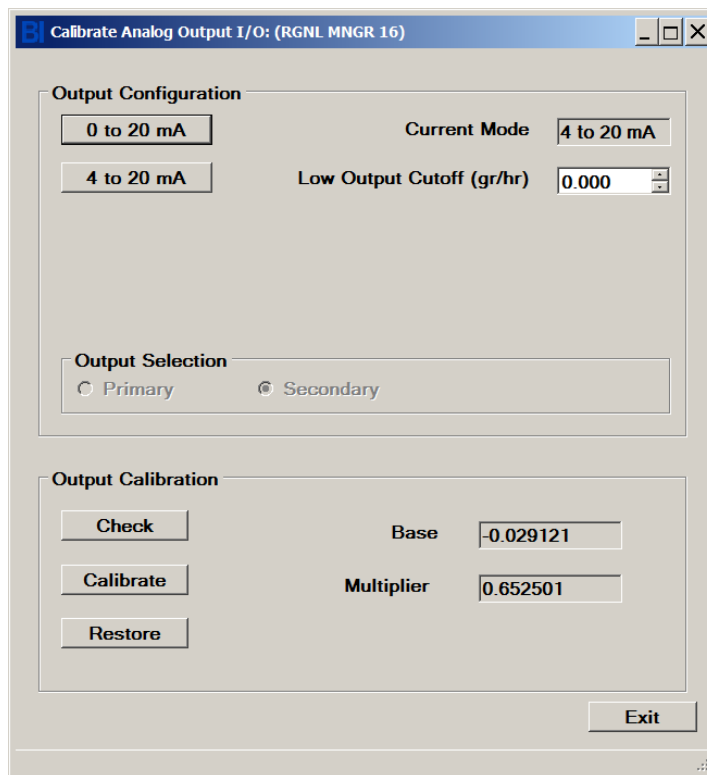 BI Calibrate Analog Output I/O: (RGNL MNGR 16)
Output Configuration
0 to 20 mA Current Mode 4 to 20 mA
4 to 20 mA Low Output Cutoff (gr/hr) 0.000
Output Selection
Primary Secondary
Output Calibration
Check Base -0.029121
Calibrate Multiplier 0.652501
Restore
Exit